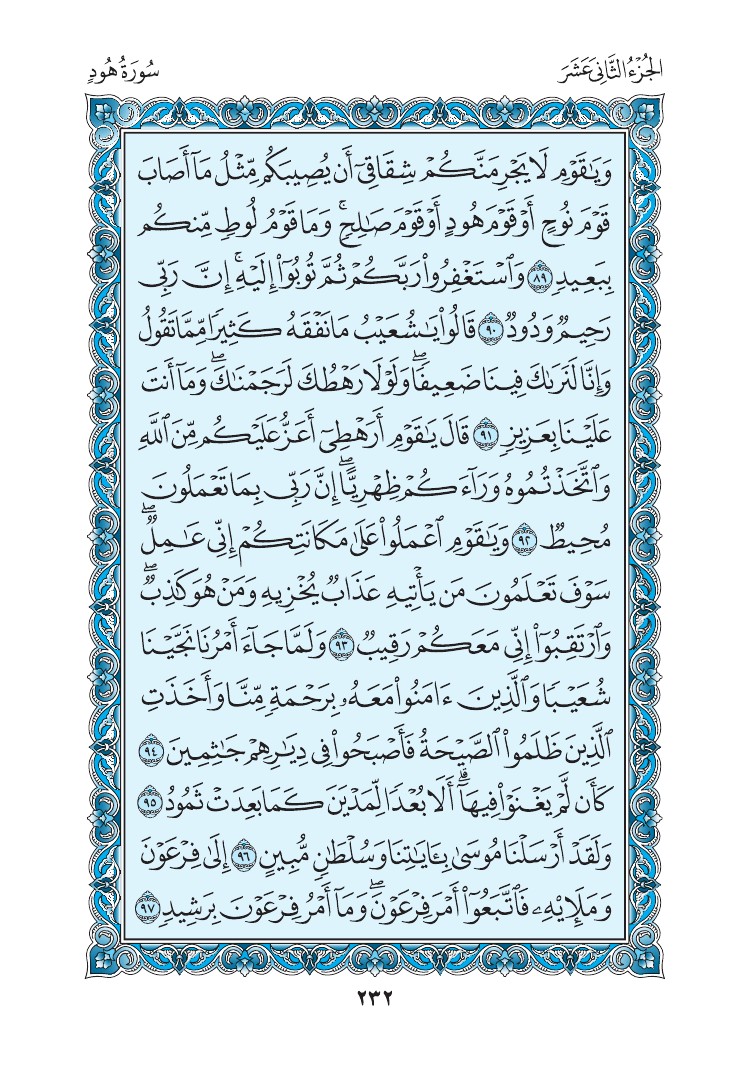 الجُزْءُ الثَّانِي عَشَرَ
سُورَةُ هُودٍ
وَيَٰقَوْمِ لَا يَجْرِمَنَّكُمْ شِقَاقِىٓ أَن يُصِيبَكُم مِّثْلُ مَآ أَصَابَ
قَوْمَ نُوحٍ أَوْ قَوْمَ هُودٍ أَوْ قَوْمَ صَٰلِحٍ ۚ وَمَا قَوْمُ لُوطٍ مِّنكُم
بِبَعِيدٍ ٨٩ وَٱسْتَغْفِرُوا۟ رَبَّكُمْ ثُمَّ تُوبُوٓا۟ إِلَيْهِ ۚ إِنَّ رَبِّى
رَحِيمٌ وَدُودٌ ٩٠ قَالُوا۟ يَٰشُعَيْبُ مَا نَفْقَهُ كَثِيرًا مِّمَّا تَقُولُ
وَإِنَّا لَنَرَىٰكَ فِينَا ضَعِيفًا ۖ وَلَوْلَا رَهْطُكَ لَرَجَمْنَٰكَ ۖ وَمَآ أَنتَ
عَلَيْنَا بِعَزِيزٍ ٩١ قَالَ يَٰقَوْمِ أَرَهْطِىٓ أَعَزُّ عَلَيْكُم مِّنَ ٱللَّهِ
وَٱتَّخَذْتُمُوهُ وَرَآءَكُمْ ظِهْرِيًّا ۖ إِنَّ رَبِّى بِمَا تَعْمَلُونَ
مُحِيطٌ ٩٢ وَيَٰقَوْمِ ٱعْمَلُوا۟ عَلَىٰ مَكَانَتِكُمْ إِنِّى عَٰمِلٌ ۖ
سَوْفَ تَعْلَمُونَ مَن يَأْتِيهِ عَذَابٌ يُخْزِيهِ وَمَنْ هُوَ كَٰذِبٌ ۖ
وَٱرْتَقِبُوٓا۟ إِنِّى مَعَكُمْ رَقِيبٌ ٩٣ وَلَمَّا جَآءَ أَمْرُنَا نَجَّيْنَا
شُعَيْبًا وَٱلَّذِينَ ءَامَنُوا۟ مَعَهُۥ بِرَحْمَةٍ مِّنَّا وَأَخَذَتِ
ٱلَّذِينَ ظَلَمُوا۟ ٱلصَّيْحَةُ فَأَصْبَحُوا۟ فِى دِيَٰرِهِمْ جَٰثِمِينَ ٩٤
كَأَن لَّمْ يَغْنَوْا۟ فِيهَآ ۗ أَلَا بُعْدًا لِّمَدْيَنَ كَمَا بَعِدَتْ ثَمُودُ ٩٥
وَلَقَدْ أَرْسَلْنَا مُوسَىٰ بِـَٔايَٰتِنَا وَسُلْطَٰنٍ مُّبِينٍ ٩٦ إِلَىٰ فِرْعَوْنَ
وَمَلَإِي۟هِۦ فَٱتَّبَعُوٓا۟ أَمْرَ فِرْعَوْنَ ۖ وَمَآ أَمْرُ فِرْعَوْنَ بِرَشِيدٍ ٩٧
٢٣٢